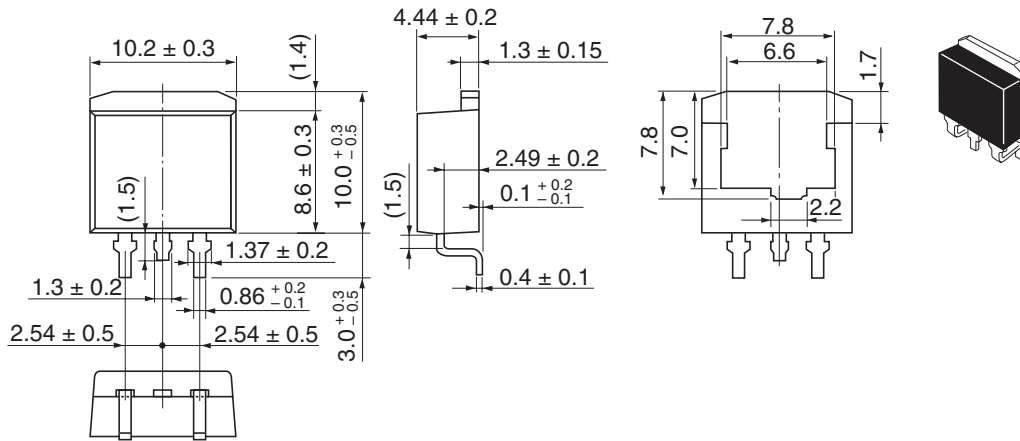 10.2 ± 0.3
(1.4)
8.6 ± 0.3
10.0 +0.3 −0.5
(1.5)
1.37 ± 0.2
1.3 ± 0.2
0.86 +0.2 −0.1
3.0 +0.3 −0.5
2.54 ± 0.5
2.54 ± 0.5
4.44 ± 0.2
1.3 ± 0.15
2.49 ± 0.2
(1.5)
0.1 +0.2 −0.1
0.4 ± 0.1
7.8
6.6
1.7
7.8
7.0
2.2